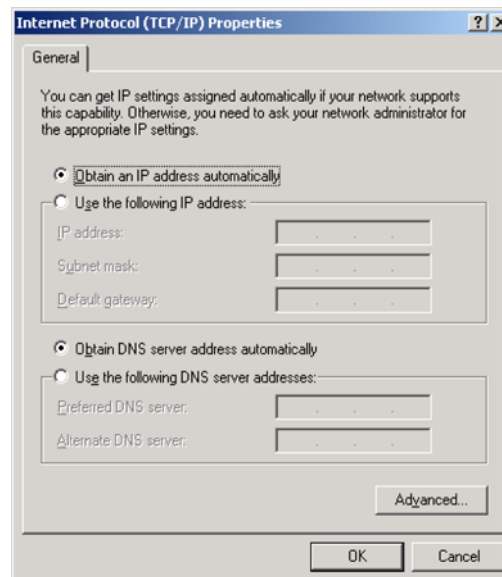 Internet Protocol (TCP/IP) Properties
General
You can get IP settings assigned automatically if your network supports
this capability. Otherwise, you need to ask your network administrator for
the appropriate IP settings.
Obtain an IP address automatically
Use the following IP address:
IP address:
Subnet mask:
Default gateway:
Obtain DNS server address automatically
Use the following DNS server addresses:
Preferred DNS server:
Alternate DNS server:
Advanced...
OK
Cancel